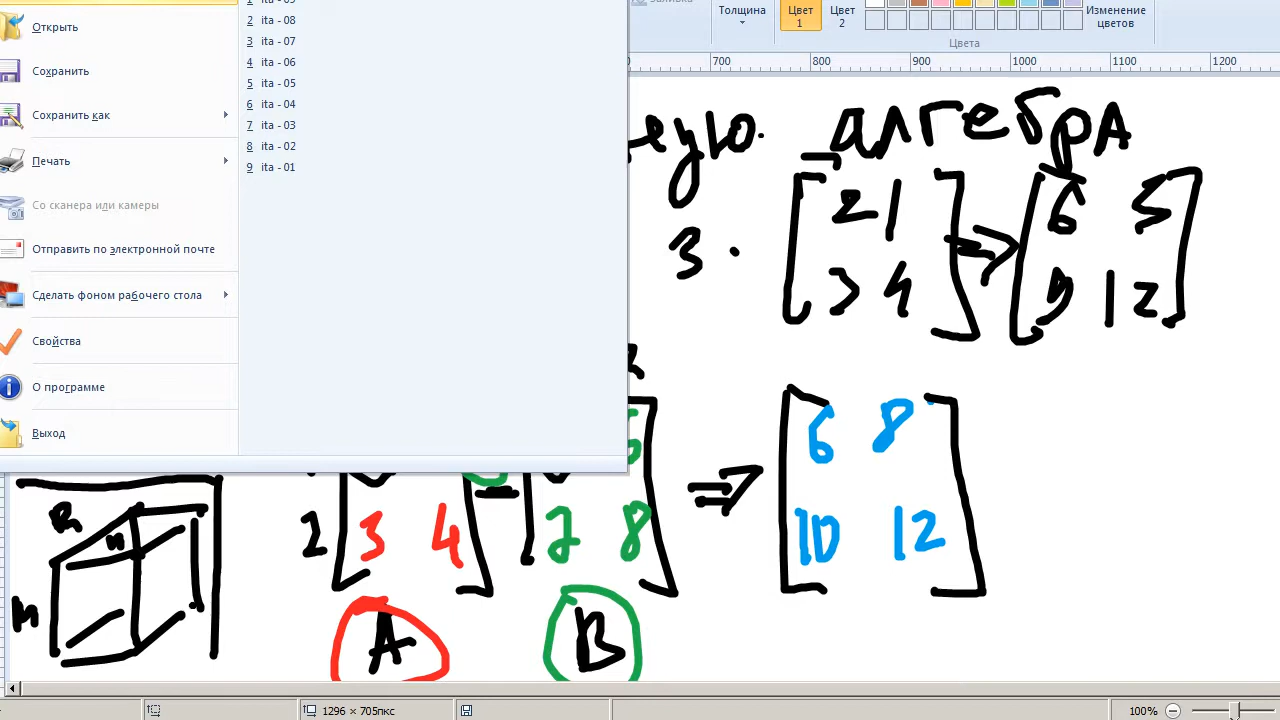 Открыть
Сохранить
Сохранить как
Печать
Со сканера или камеры
Отправить по электронной почте
Сделать фоном рабочего стола
Свойства
О программе
Выход
2 ita - 08
3 ita - 07
4 ita - 06
5 ita - 05
6 ita - 04
7 ita - 03
8 ita - 02
9 ita - 01
Толщина
Цвет 1
Цвет 2
Изменение цветов
Цвета
700 800 900 1000 1100 1200
алгебрА
2 1 6 5
3 ·
3 4 9 12
6 8
2 3 4 7 8 10 12
A B
1296 × 705пкс
100%